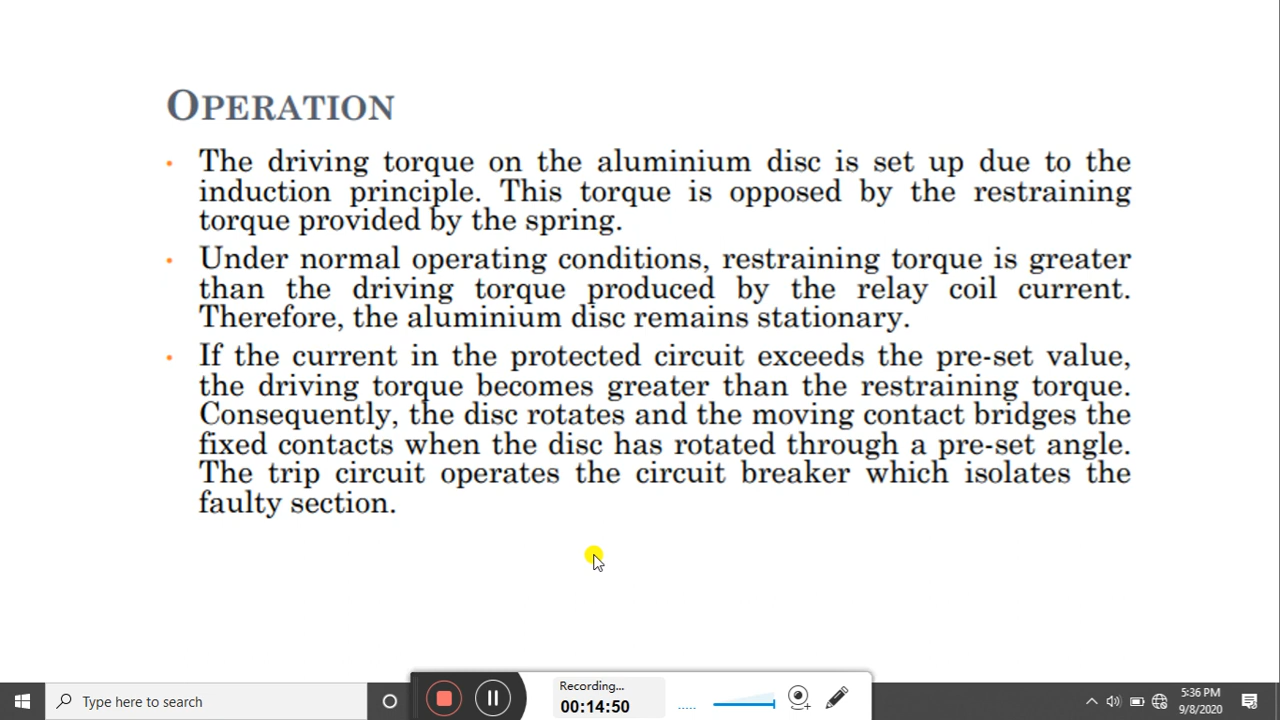 OPERATION
• The driving torque on the aluminium disc is set up due to the
induction principle. This torque is opposed by the restraining
torque provided by the spring.
• Under normal operating conditions, restraining torque is greater
than the driving torque produced by the relay coil current.
Therefore, the aluminium disc remains stationary.
• If the current in the protected circuit exceeds the pre-set value,
the driving torque becomes greater than the restraining torque.
Consequently, the disc rotates and the moving contact bridges the
fixed contacts when the disc has rotated through a pre-set angle.
The trip circuit operates the circuit breaker which isolates the
faulty section.
Type here to search
Recording...
00:14:50
5:36 PM
9/8/2020